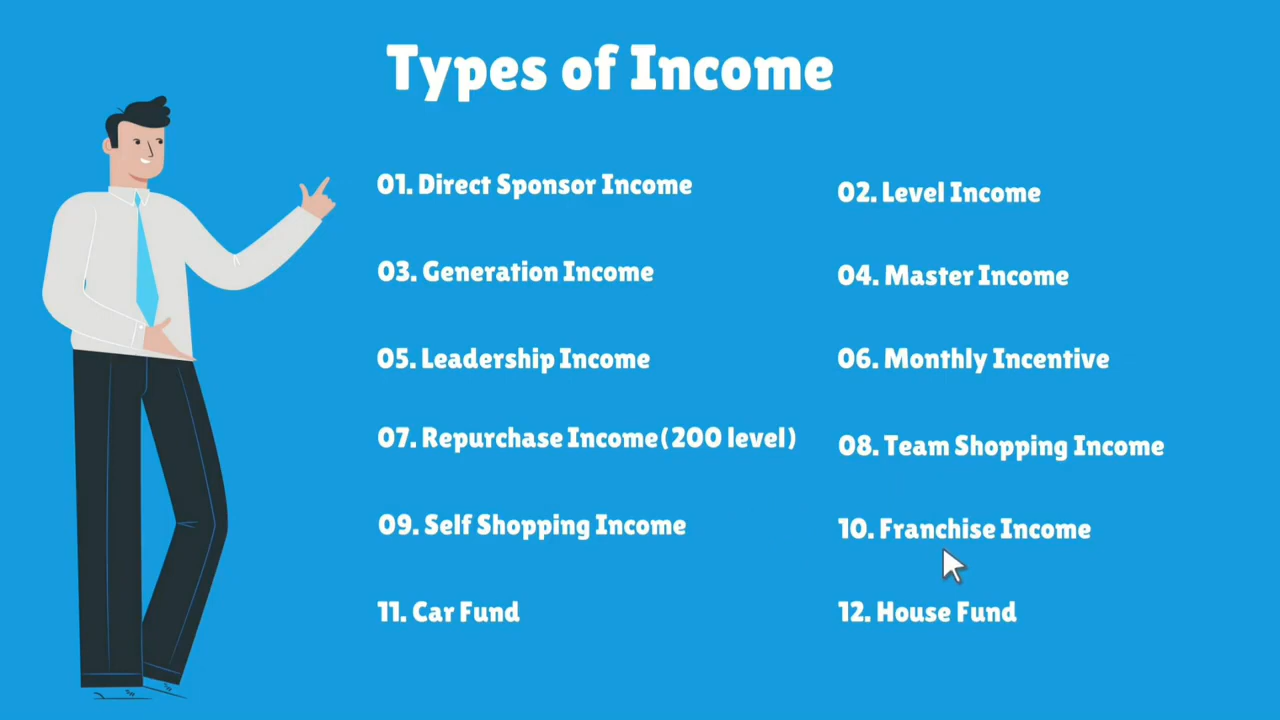 Types of Income
01. Direct Sponsor Income
02. Level Income
03. Generation Income
04. Master Income
05. Leadership Income
06. Monthly Incentive
07. Repurchase Income(200 level)
08. Team Shopping Income
09. Self Shopping Income
10. Franchise Income
11. Car Fund
12. House Fund